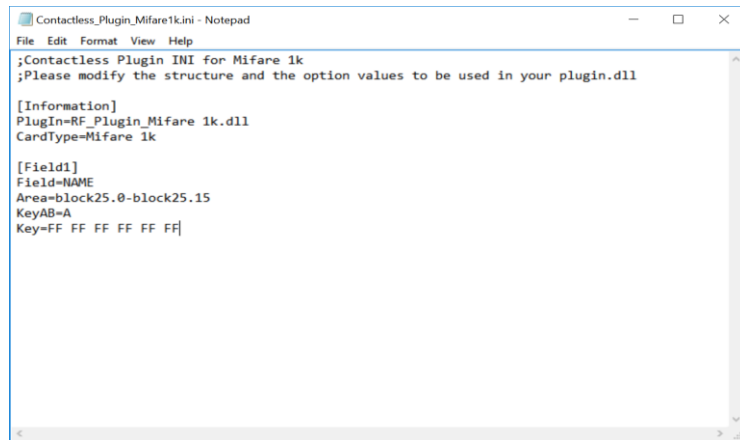 Contactless_Plugin_Mifare1k.ini - Notepad
File Edit Format View Help
;Contactless Plugin INI for Mifare 1k
;Please modify the structure and the option values to be used in your plugin.dll
[Information]
PlugIn=RF_Plugin_Mifare 1k.dll
CardType=Mifare 1k
[Field1]
Field=NAME
Area=block25.0-block25.15
KeyAB=A
Key=FF FF FF FF FF FF